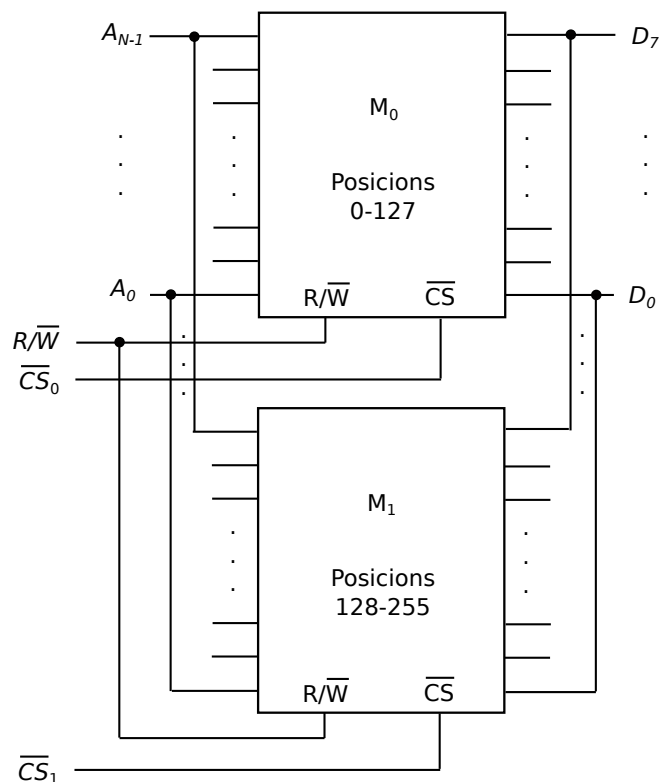 A_{N-1}
D_7
M_0
Posicions
0-127
A_0
R/W̅
C̅S̅
D_0
R/W̅
C̅S̅_0
M_1
Posicions
128-255
R/W̅
C̅S̅
C̅S̅_1